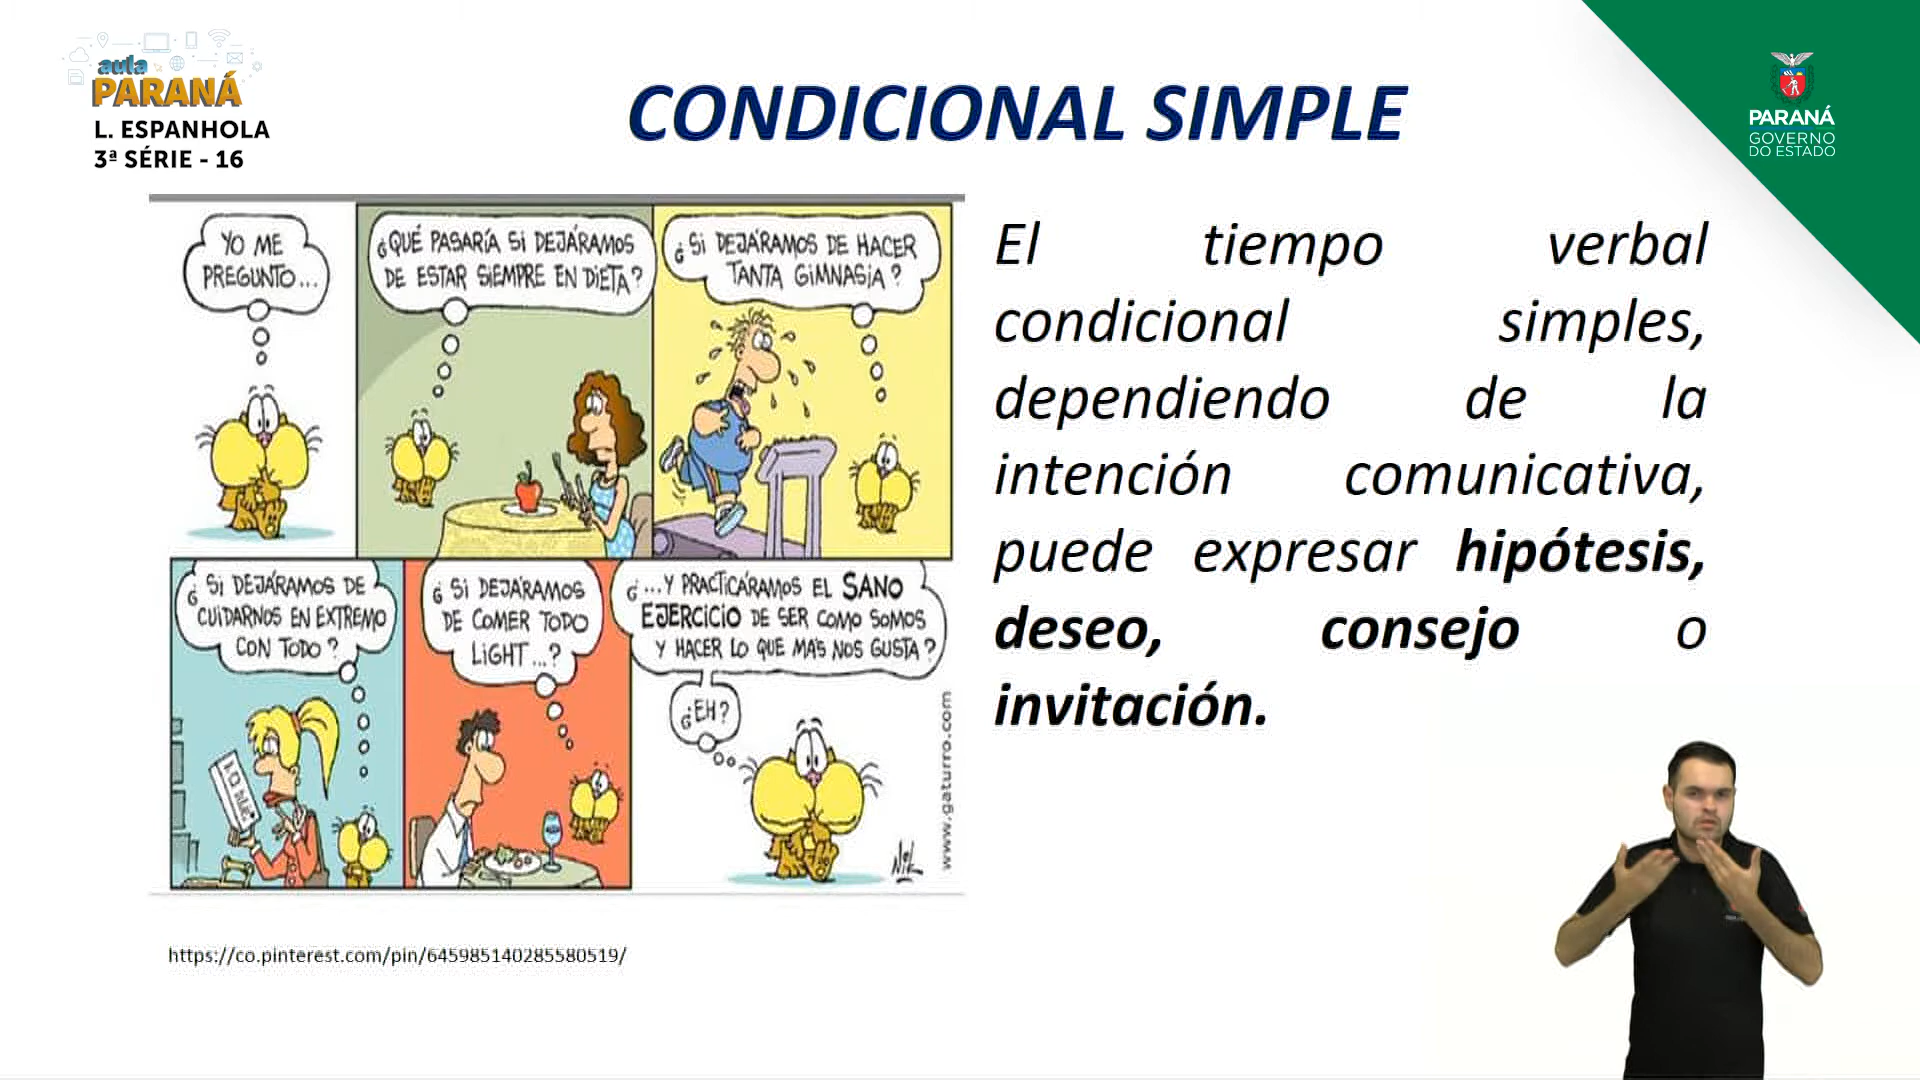 aula
PARANÁ
L. ESPANHOLA
3ª SÉRIE - 16
CONDICIONAL SIMPLE
PARANÁ
GOVERNO
DO ESTADO
YO ME
PREGUNTO...
¿QUÉ PASARÍA SI DEJÁRAMOS
DE ESTAR SIEMPRE EN DIETA?
¿SI DEJÁRAMOS DE HACER
TANTA GIMNASIA?
¿SI DEJÁRAMOS DE
CUIDARNOS EN EXTREMO
CON TODO?
¿SI DEJÁRAMOS
DE COMER TODO
LIGHT...?
¿...Y PRACTICÁRAMOS EL SANO
EJERCICIO DE SER COMO SOMOS
Y HACER LO QUE MÁS NOS GUSTA?
¿EH?
NIK
www.gaturro.com
El tiempo verbal
condicional simples,
dependiendo de la
intención comunicativa,
puede expresar hipótesis,
deseo, consejo o
invitación.
https://co.pinterest.com/pin/645985140285580519/